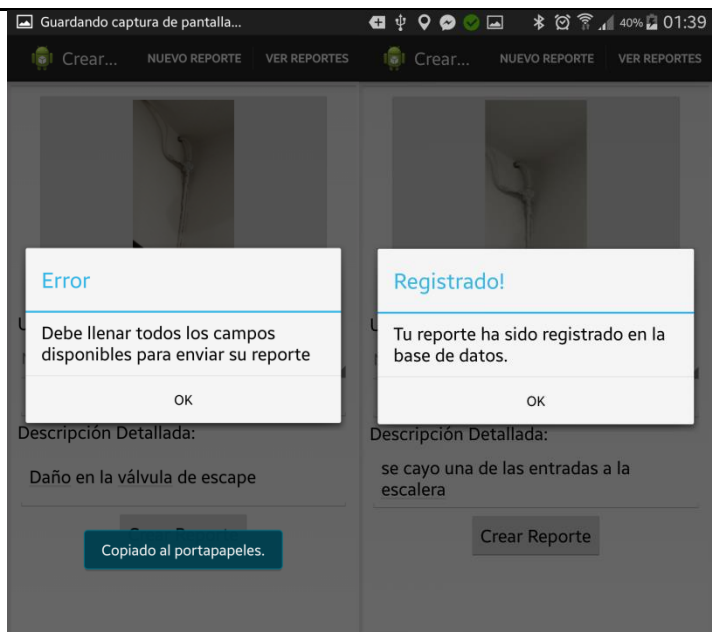 Guardando captura de pantalla...
40% 01:39
Crear... NUEVO REPORTE VER REPORTES
Error
Debe llenar todos los campos
disponibles para enviar su reporte
OK
Descripción Detallada:
Daño en la válvula de escape
Copiado al portapapeles.
Crear... NUEVO REPORTE VER REPORTES
Registrado!
Tu reporte ha sido registrado en la
base de datos.
OK
Descripción Detallada:
se cayo una de las entradas a la
escalera
Crear Reporte